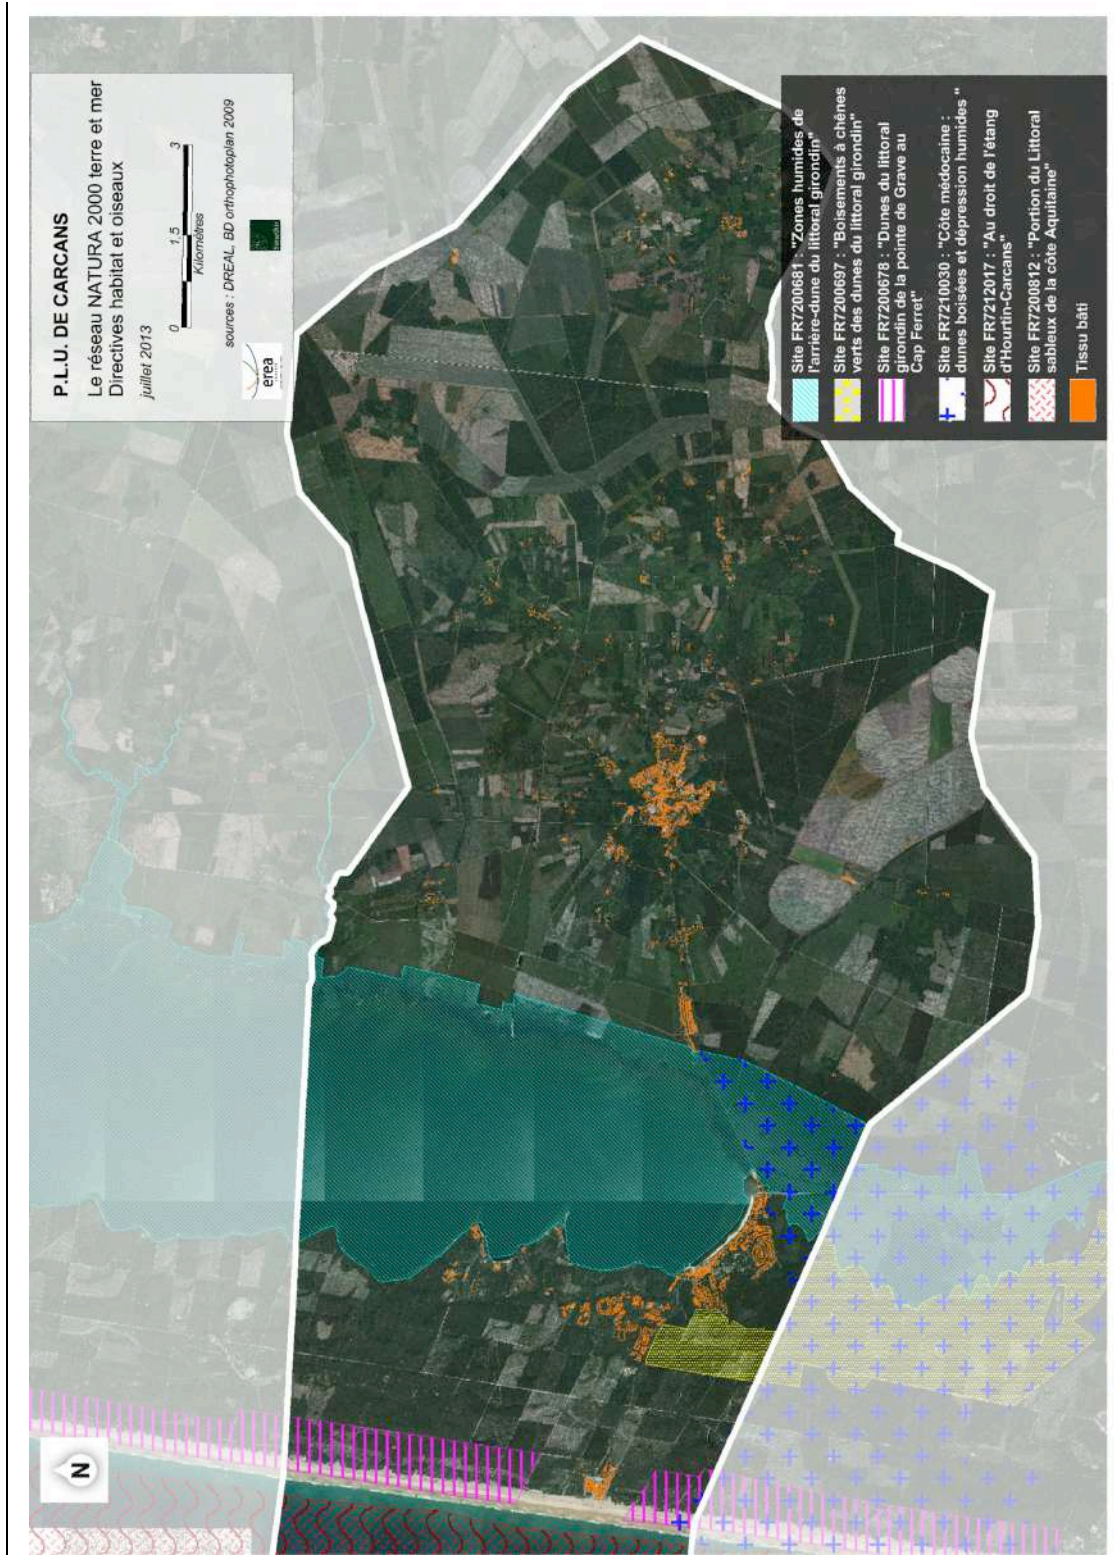 P.L.U. DE CARCANS
Le réseau NATURA 2000 terre et mer
Directives habitat et oiseaux
juillet 2013
0 1,5 3
Kilomètres
sources : DREAL, BD orthophotoplan 2009
erea
N
Site FR7200681 : "Zones humides de
l'arrière-dune du littoral girondin"
Site FR7200697 : "Boisements à chênes
verts des dunes du littoral girondin"
Site FR7200678 : "Dunes du littoral
girondin de la pointe de Grave au
Cap Ferret"
Site FR7210030 : "Côte médocaine :
dunes boisées et dépression humides "
Site FR7212017 : "Au droit de l'étang
d'Hourtin-Carcans"
Site FR7200812 : "Portion du Littoral
sableux de la côte Aquitaine"
Tissu bâti